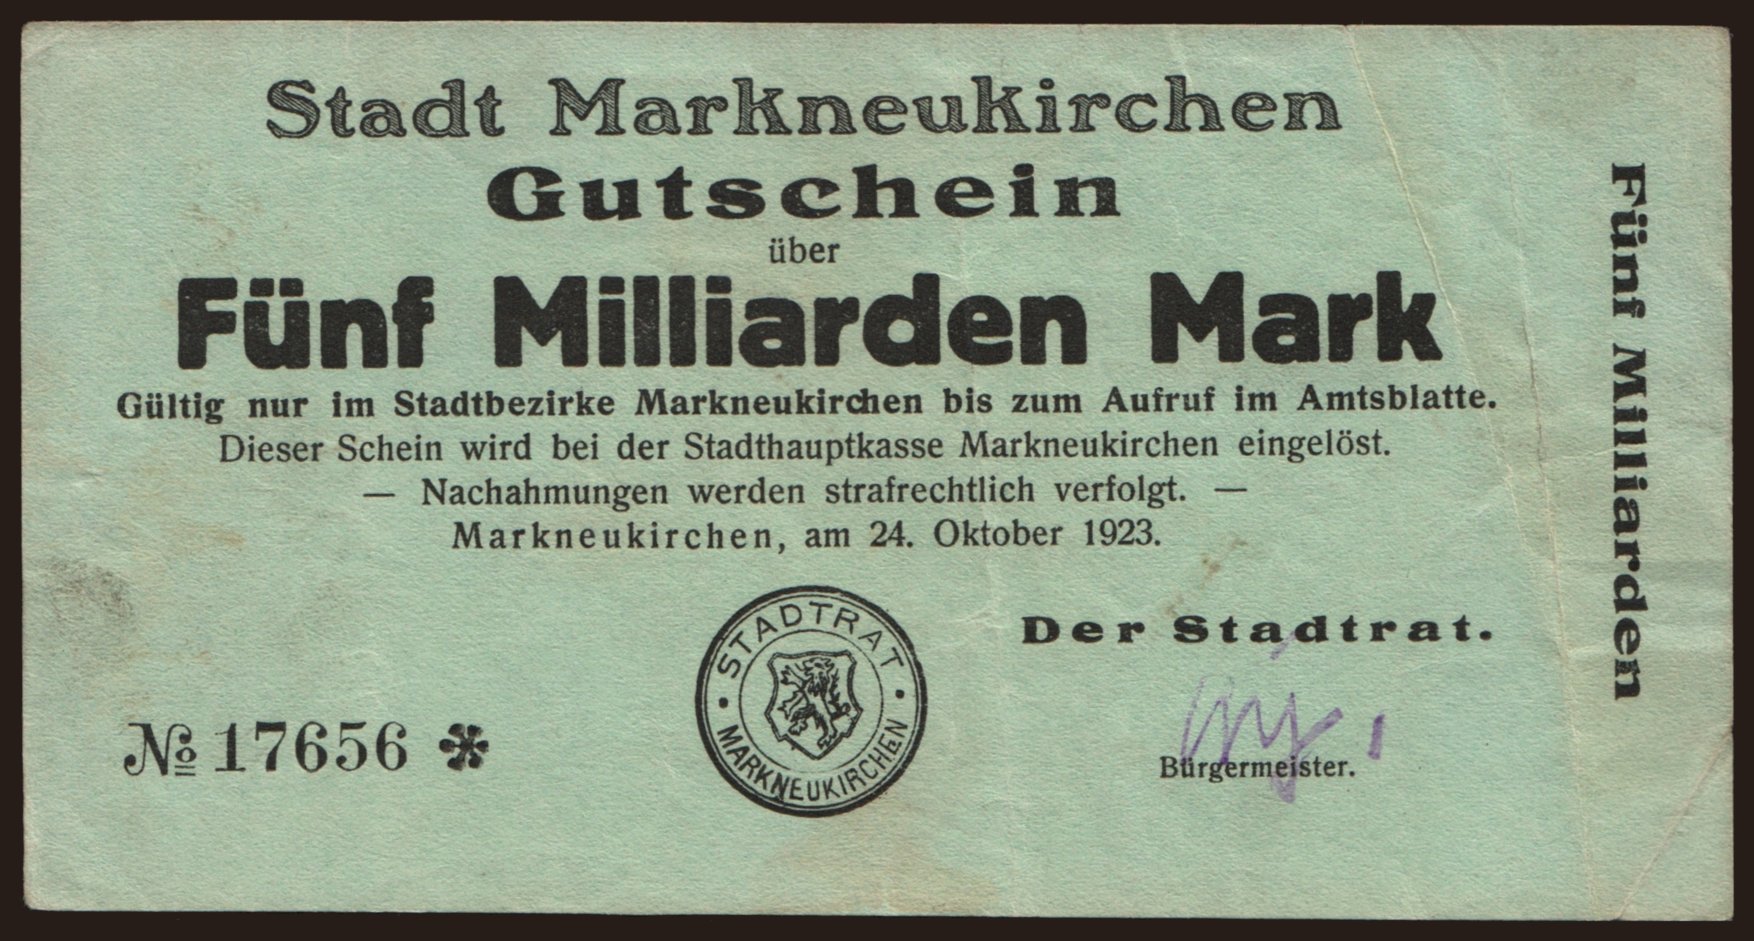 Stadt Markneukirchen
Gutschein
über
Fünf Milliarden Mark
Gültig nur im Stadtbezirke Markneukirchen bis zum Aufruf im Amtsblatte.
Dieser Schein wird bei der Stadthauptkasse Markneukirchen eingelöst.
— Nachahmungen werden strafrechtlich verfolgt. —
Markneukirchen, am 24. Oktober 1923.
Der Stadtrat.
Bürgermeister.
№ 17656 *
STADTRAT
• MARKNEUKIRCHEN •
Fünf Milliarden